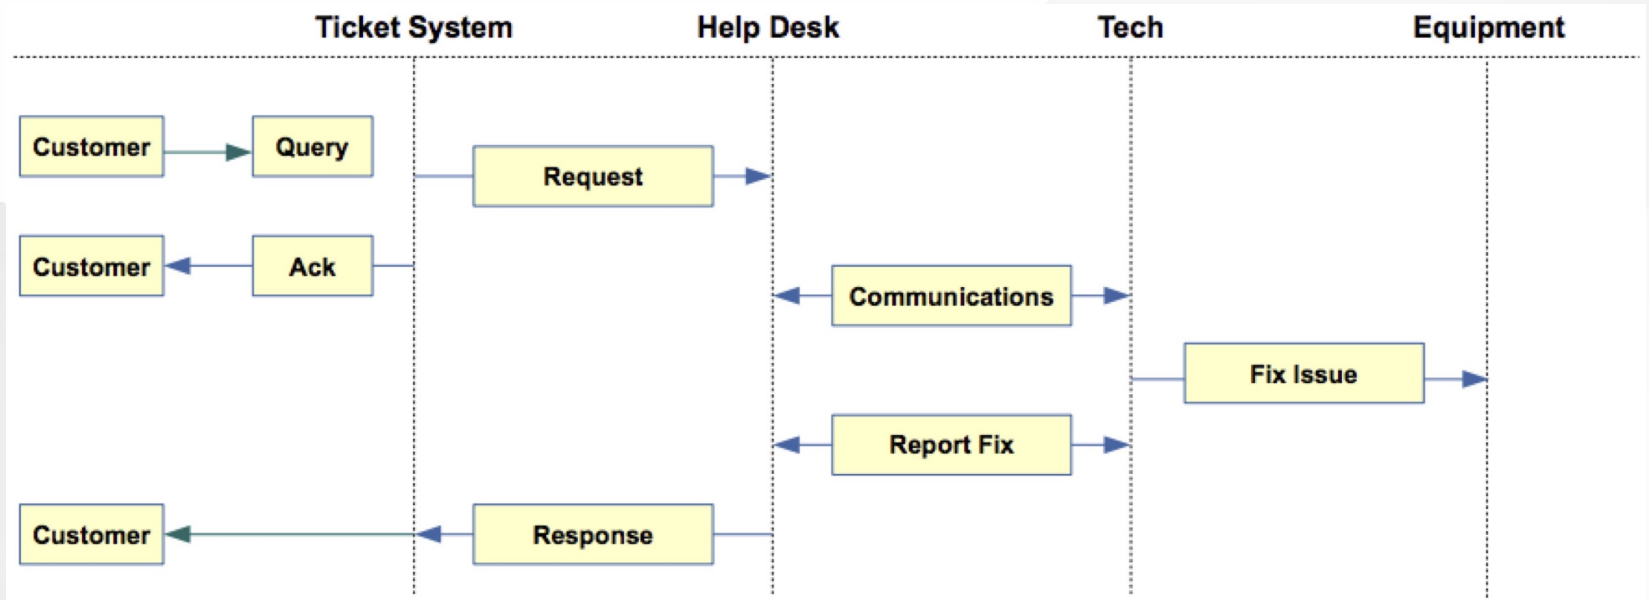 Ticket System Help Desk Tech Equipment
Customer Query
Request
Customer Ack
Communications
Fix Issue
Report Fix
Customer Response